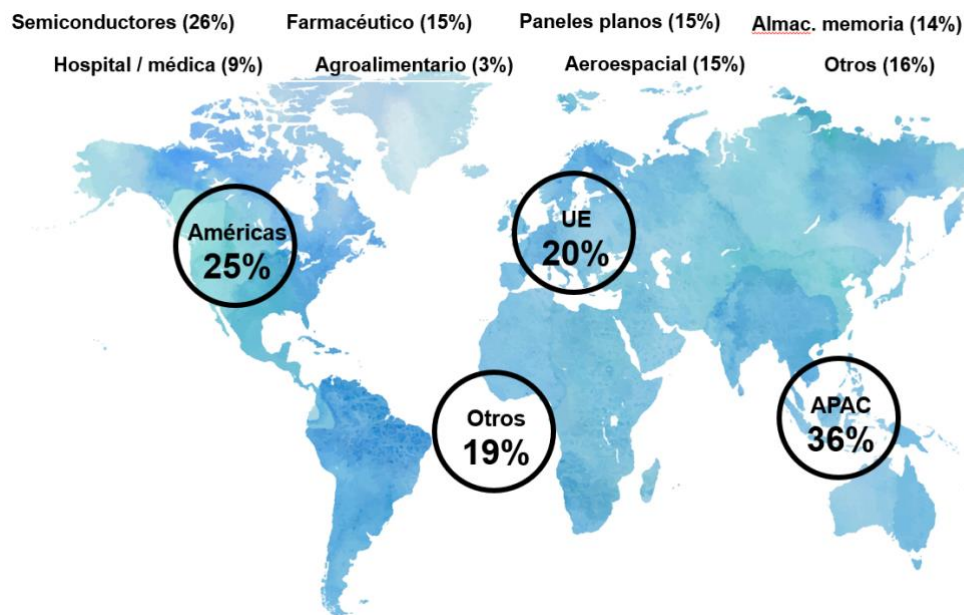 Semiconductores (26%) Farmacéutico (15%) Paneles planos (15%) Almac. memoria (14%)
Hospital / médica (9%) Agroalimentario (3%) Aeroespacial (15%) Otros (16%)
Américas
25%
UE
20%
Otros
19%
APAC
36%